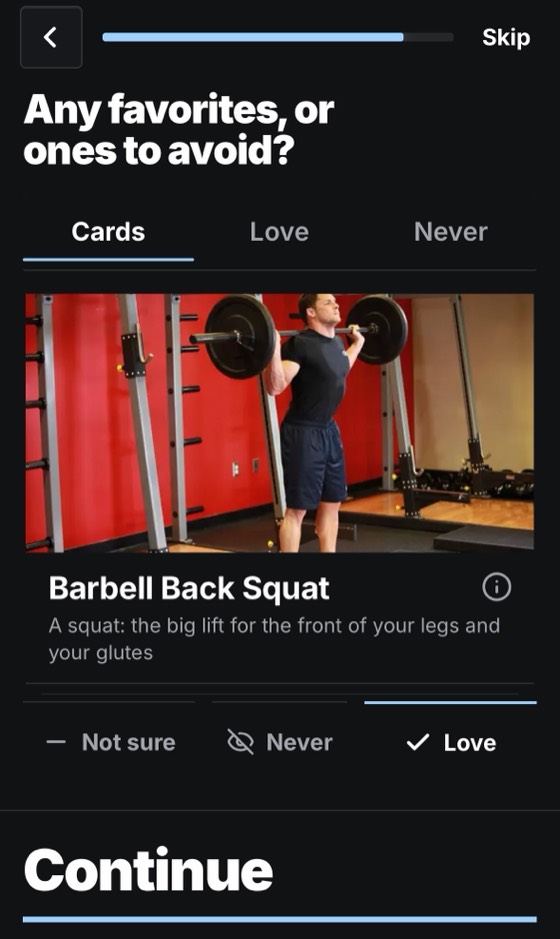 Skip
Any favorites, or
ones to avoid?
Cards Love Never
Barbell Back Squat
A squat: the big lift for the front of your legs and
your glutes
Not sure Never Love
Continue